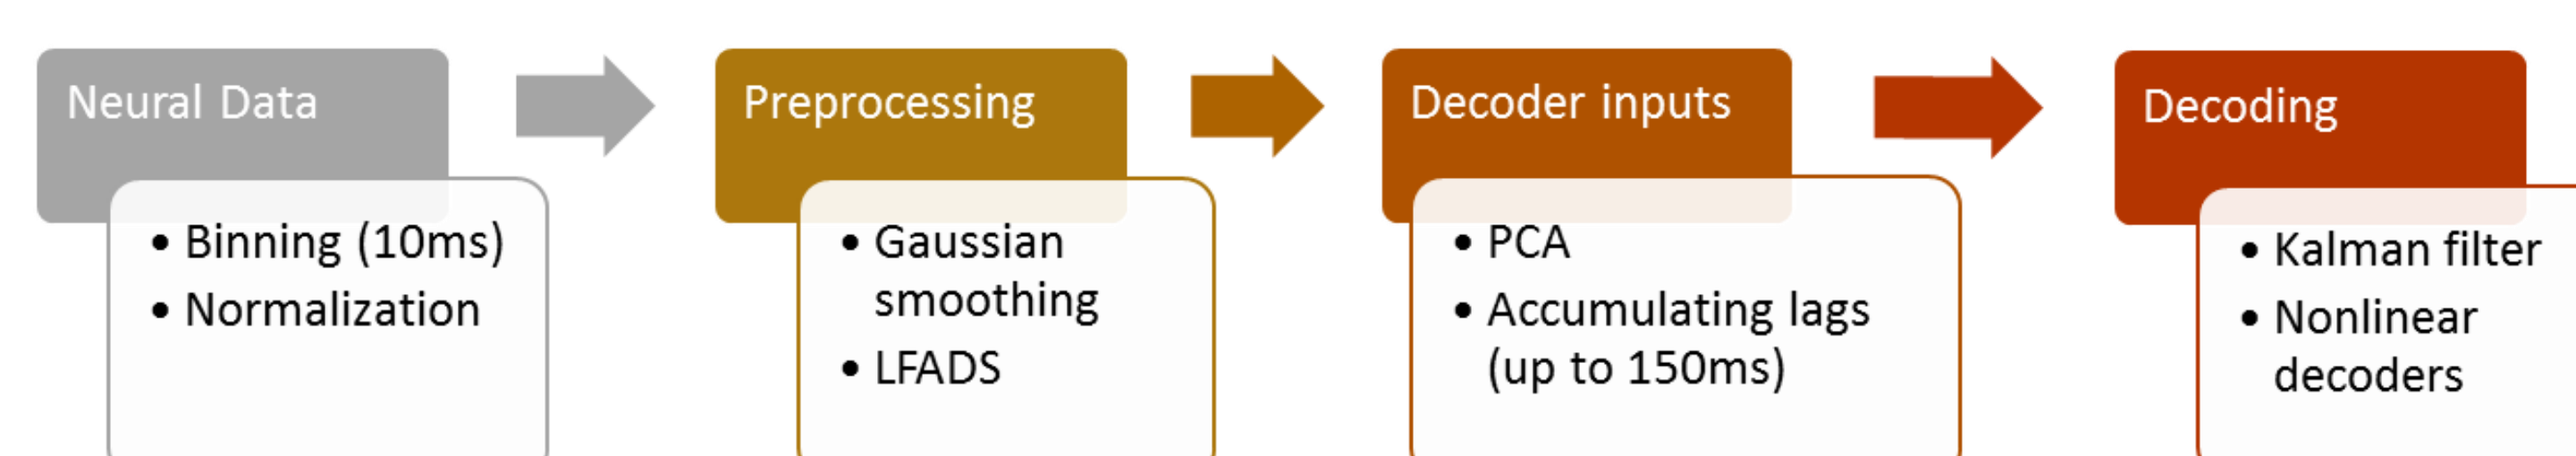 Neural Data
• Binning (10ms)
• Normalization
Preprocessing
• Gaussian
smoothing
• LFADS
Decoder inputs
• PCA
• Accumulating lags
(up to 150ms)
Decoding
• Kalman filter
• Nonlinear
decoders